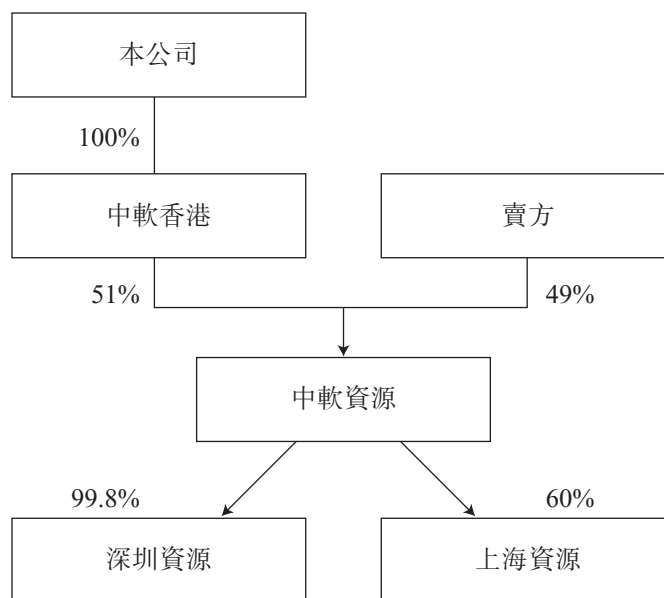 本公司
100%
中軟香港
賣方
51%
49%
中軟資源
99.8%
60%
深圳資源
上海資源